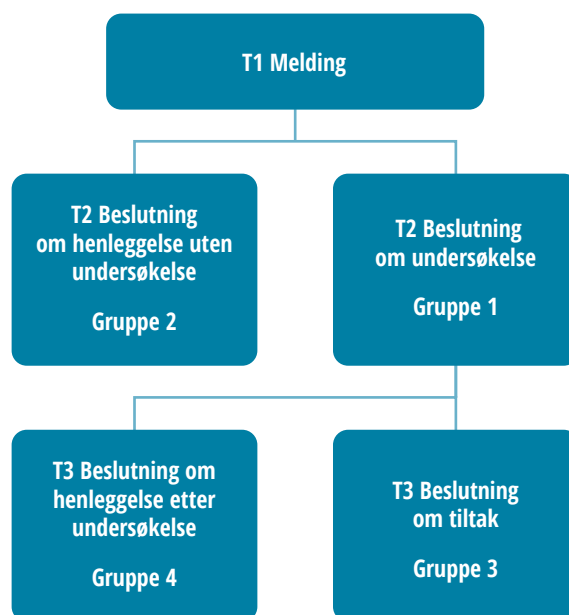 T1 Melding
T2 Beslutning
om henleggelse uten
undersøkelse
Gruppe 2
T2 Beslutning
om undersøkelse
Gruppe 1
T3 Beslutning om
henleggelse etter
undersøkelse
Gruppe 4
T3 Beslutning
om tiltak
Gruppe 3